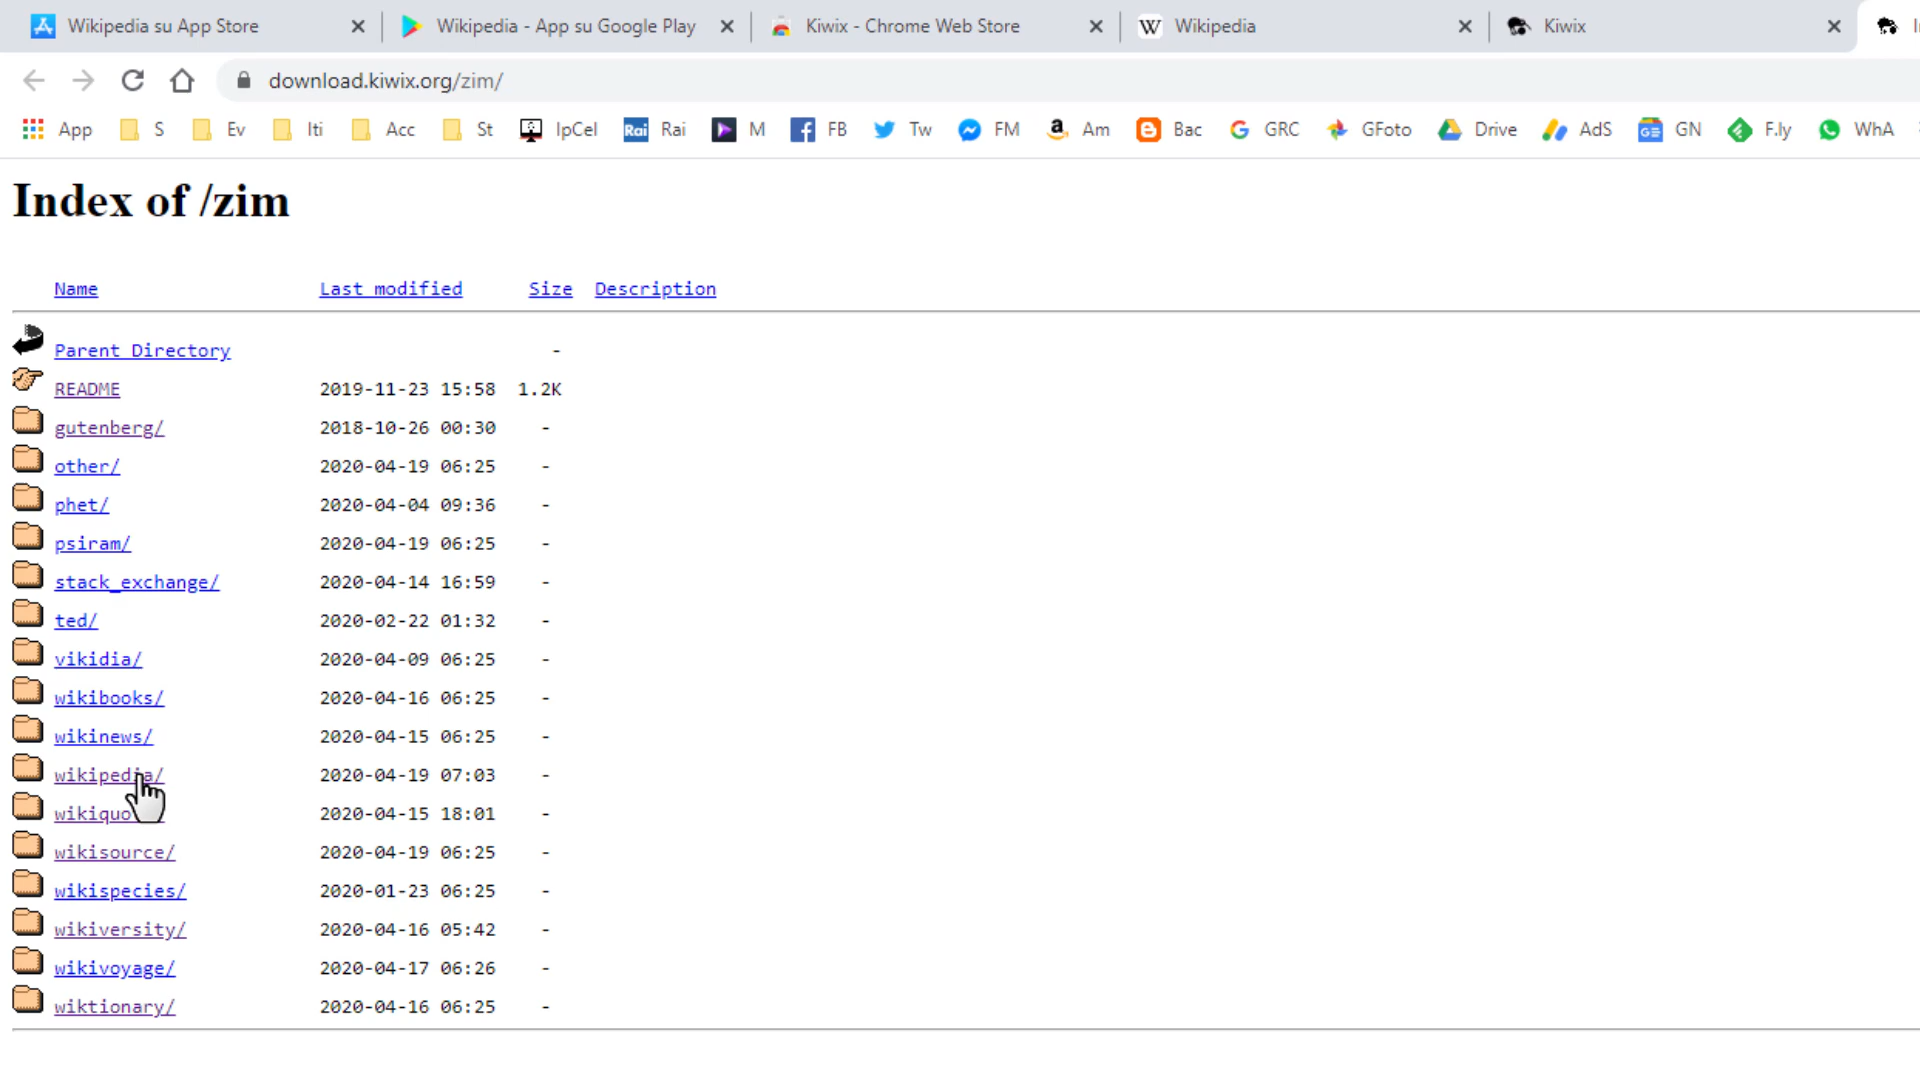 Wikipedia su App Store
Wikipedia - App su Google Play
Kiwix - Chrome Web Store
Wikipedia
Kiwix
download.kiwix.org/zim/
App S Ev Iti Acc St IpCel Rai Rai M FB Tw FM Am Bac GRC GFoto Drive AdS GN F.ly WhA
Index of /zim
Name Last modified Size Description
Parent Directory -
README 2019-11-23 15:58 1.2K
gutenberg/ 2018-10-26 00:30 -
other/ 2020-04-19 06:25 -
phet/ 2020-04-04 09:36 -
psiram/ 2020-04-19 06:25 -
stack_exchange/ 2020-04-14 16:59 -
ted/ 2020-02-22 01:32 -
vikidia/ 2020-04-09 06:25 -
wikibooks/ 2020-04-16 06:25 -
wikinews/ 2020-04-15 06:25 -
wikipedia/ 2020-04-19 07:03 -
2020-04-15 18:01 -
wikisource/ 2020-04-19 06:25 -
wikispecies/ 2020-01-23 06:25 -
wikiversity/ 2020-04-16 05:42 -
wikivoyage/ 2020-04-17 06:26 -
wiktionary/ 2020-04-16 06:25 -